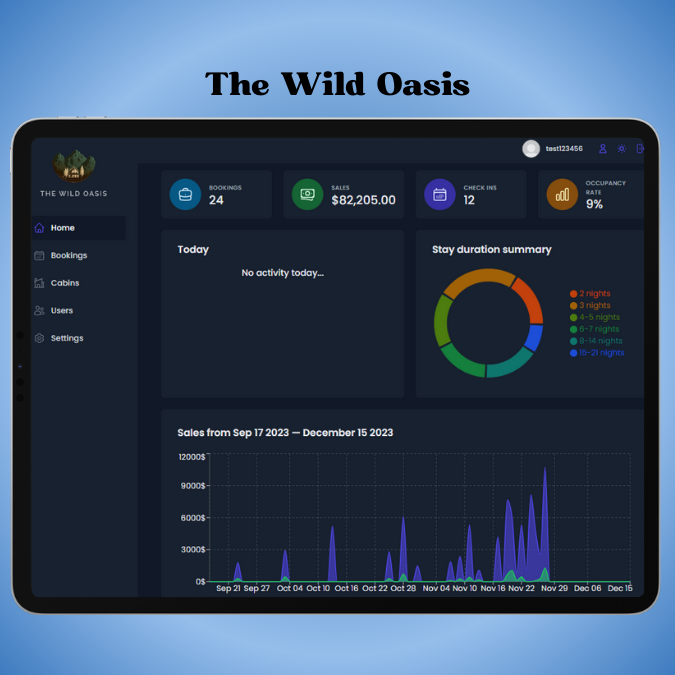 The Wild Oasis
test123456
THE WILD OASIS
Home
Bookings
Cabins
Users
Settings
BOOKINGS
24
SALES
$82,205.00
CHECK INS
12
OCCUPANCY
RATE
9%
Today
No activity today...
Stay duration summary
2 nights
3 nights
4-5 nights
6-7 nights
8-14 nights
15-21 nights
Sales from Sep 17 2023 — December 15 2023
12000$
9000$
6000$
3000$
0$
Sep 21 Sep 27 Oct 04 Oct 10 Oct 16 Oct 22 Oct 28 Nov 04 Nov 10 Nov 16 Nov 22 Nov 29 Dec 06 Dec 15